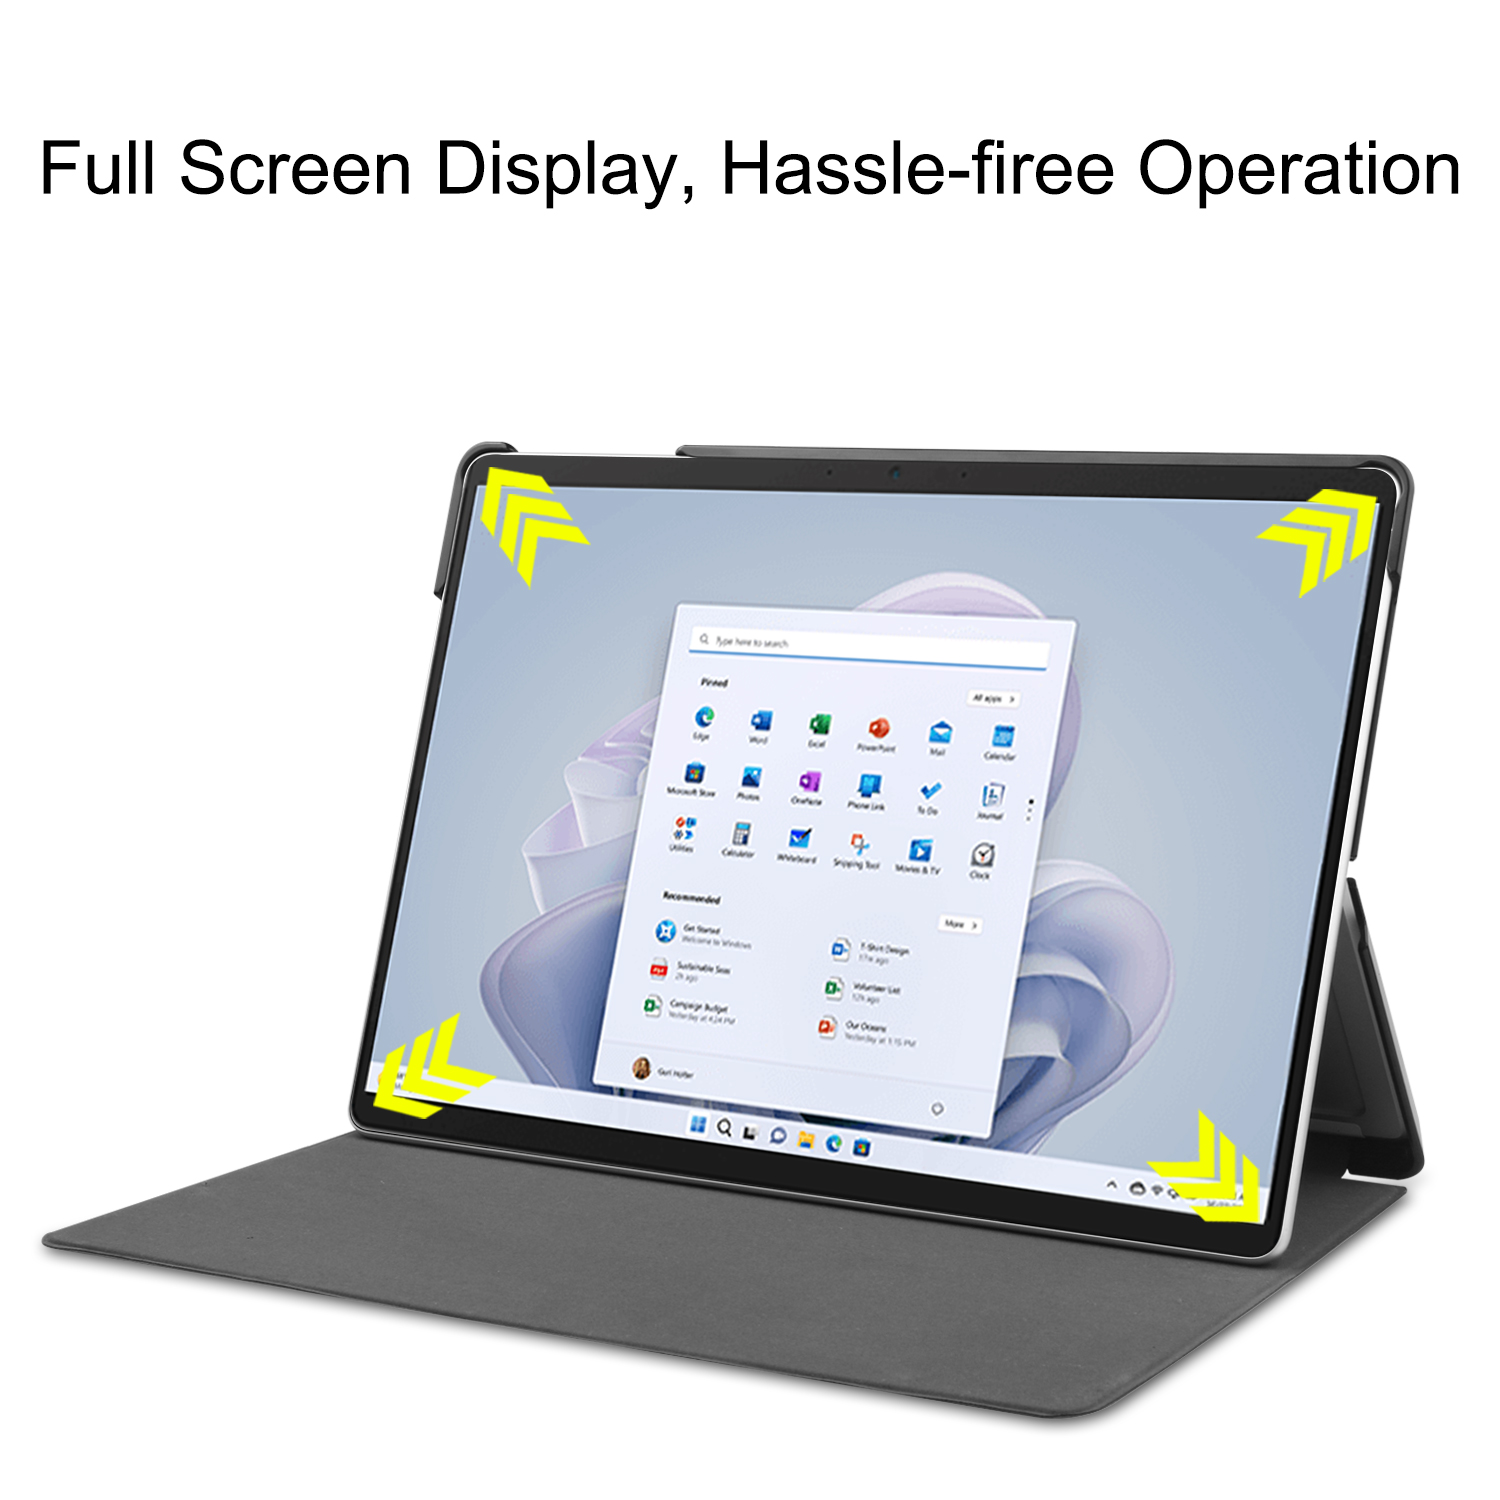 Full Screen Display, Hassle-firee Operation
Type here to search
Pinned
All apps >
Edge Word Excel PowerPoint Mail Calendar
Microsoft Store Photos OneNote Phone Link To Do Journal
Utilities Calculator Whiteboard Snipping Tool Movies & TV Clock
Recommended
More >
Get Started
Welcome to Windows
T-Shirt Design
17m ago
Sustainable Seas
2h ago
Volunteer List
12h ago
Campaign Budget
Yesterday at 4:24 PM
Our Oceans
Yesterday at 1:15 PM